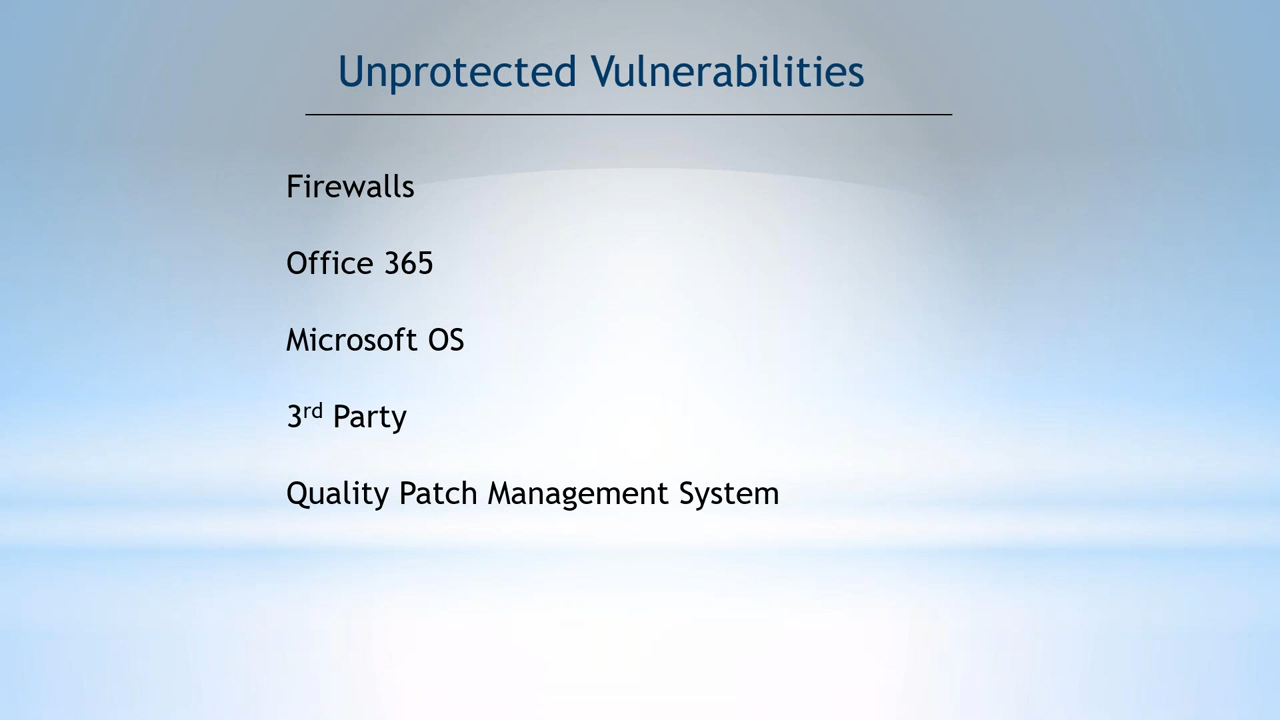 Unprotected Vulnerabilities
Firewalls
Office 365
Microsoft OS
3rd Party
Quality Patch Management System